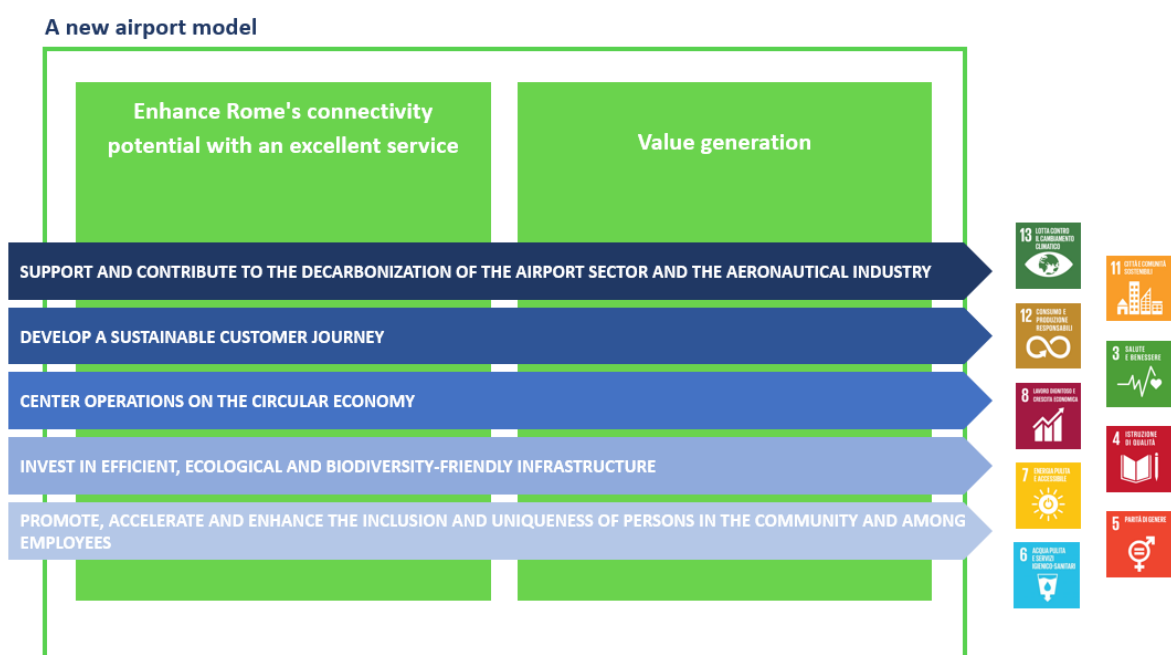 A new airport model
Enhance Rome's connectivity
potential with an excellent service
Value generation
SUPPORT AND CONTRIBUTE TO THE DECARBONIZATION OF THE AIRPORT SECTOR AND THE AERONAUTICAL INDUSTRY
DEVELOP A SUSTAINABLE CUSTOMER JOURNEY
CENTER OPERATIONS ON THE CIRCULAR ECONOMY
INVEST IN EFFICIENT, ECOLOGICAL AND BIODIVERSITY-FRIENDLY INFRASTRUCTURE
PROMOTE, ACCELERATE AND ENHANCE THE INCLUSION AND UNIQUENESS OF PERSONS IN THE COMMUNITY AND AMONG
EMPLOYEES
13 LOTTA CONTRO
IL CAMBIAMENTO
CLIMATICO
11 CITTÀ E COMUNITÀ
SOSTENIBILI
12 CONSUMO E
PRODUZIONE
RESPONSABILI
3 SALUTE
E BENESSERE
8 LAVORO DIGNITOSO E
CRESCITA ECONOMICA
4 ISTRUZIONE
DI QUALITÀ
7 ENERGIA PULITA
E ACCESSIBILE
5 PARITÀ DI GENERE
6 ACQUA PULITA
E SERVIZI
IGIENICO-SANITARI